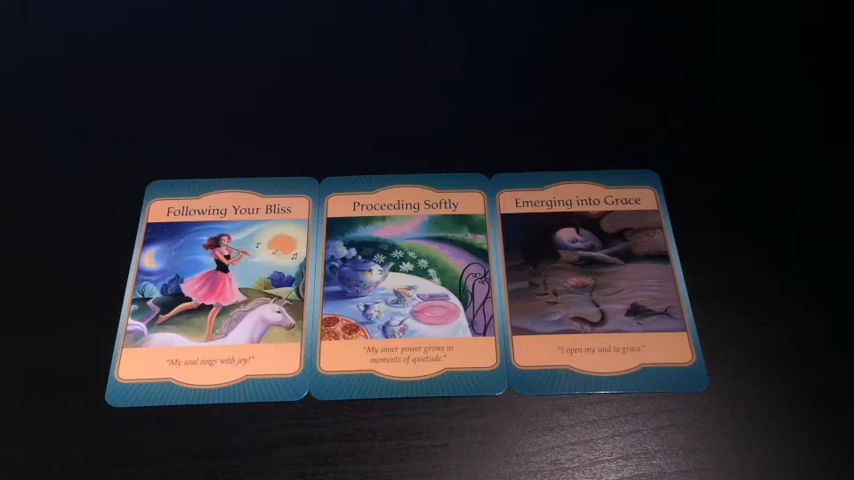 Following Your Bliss
"My soul sings with joy!"
Proceeding Softly
"My inner power grows in
moments of quietude."
Emerging into Grace
"I open my soul to grace."